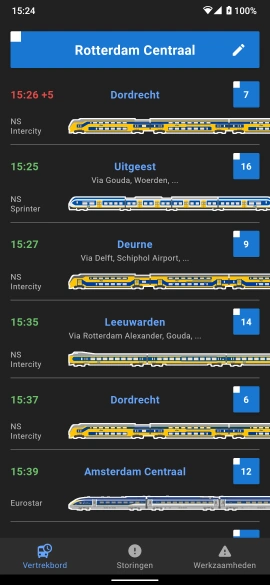 15:24
100%
Rotterdam Centraal
15:26 +5
Dordrecht
7
NS
Intercity
15:25
Uitgeest
16
Via Gouda, Woerden, ...
NS
Sprinter
15:27
Deurne
9
Via Delft, Schiphol Airport, ...
NS
Intercity
15:35
Leeuwarden
14
Via Rotterdam Alexander, Gouda, ...
NS
Intercity
15:37
Dordrecht
6
NS
Intercity
15:39
Amsterdam Centraal
12
Eurostar
Vertrekbord
Storingen
Werkzaamheden